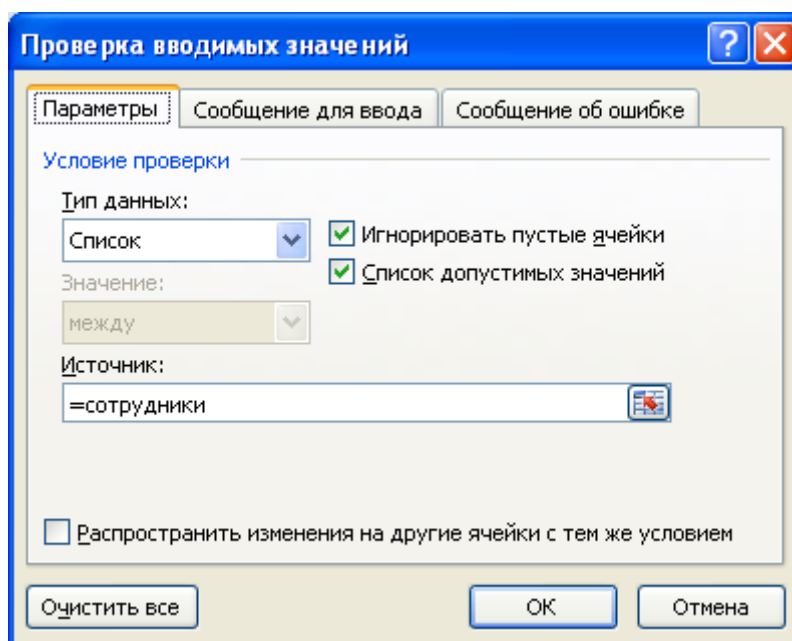 Проверка вводимых значений
?
Параметры Сообщение для ввода Сообщение об ошибке
Условие проверки
Тип данных:
Список
Игнорировать пустые ячейки
Список допустимых значений
Значение:
между
Источник:
=сотрудники
Распространить изменения на другие ячейки с тем же условием
Очистить все ОК Отмена